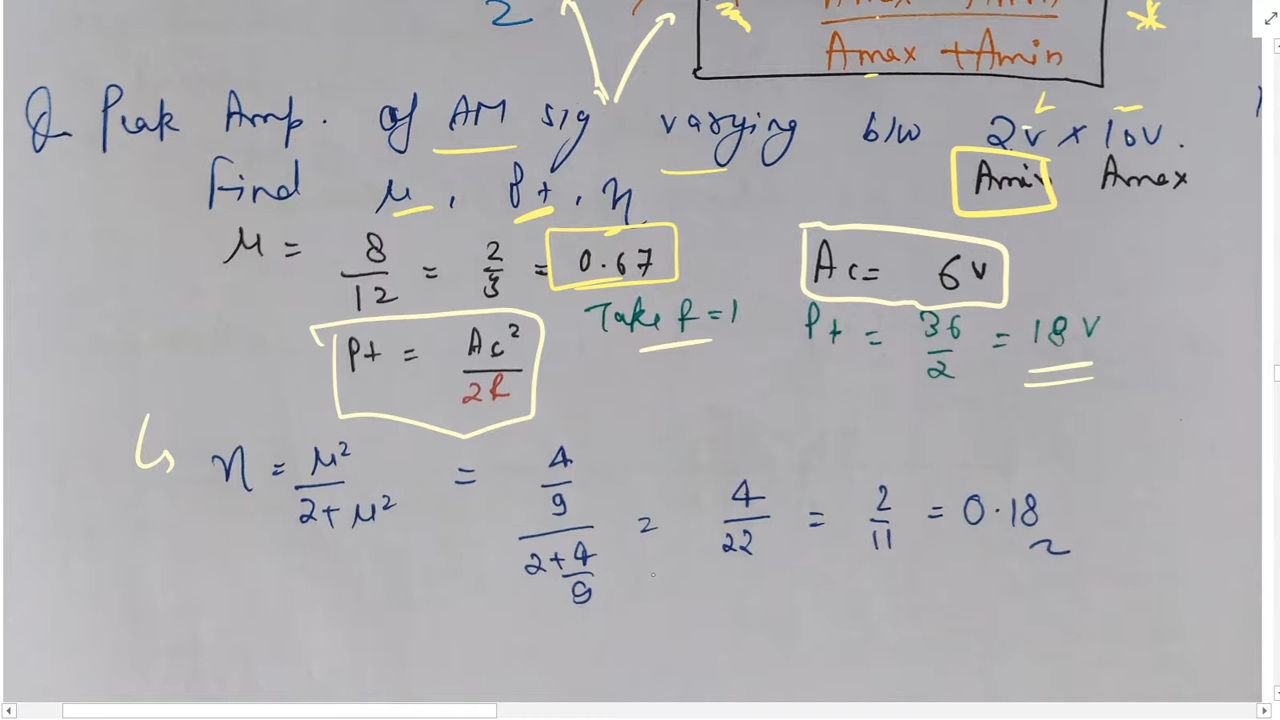 2
Amax + Amin
Q Peak Amp. of AM sig varying b/w 2v & 10v.
Amin Amax
Find μ, Pt, η
μ = 8/12 = 2/3 = 0.67
Ac = 6v
Take R=1
Pt = Ac²/2R
Pt = 36/2 = 18 v
η = μ²/2+μ² = 4/9/2+4/9 = 4/22 = 2/11 = 0.18